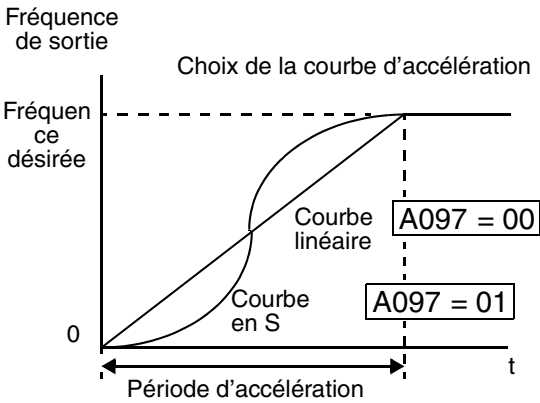 Fréquence
de sortie
Choix de la courbe d'accélération
Fréquen
ce
désirée
Courbe
linéaire
A097 = 00
Courbe
en S
A097 = 01
0
t
Période d'accélération